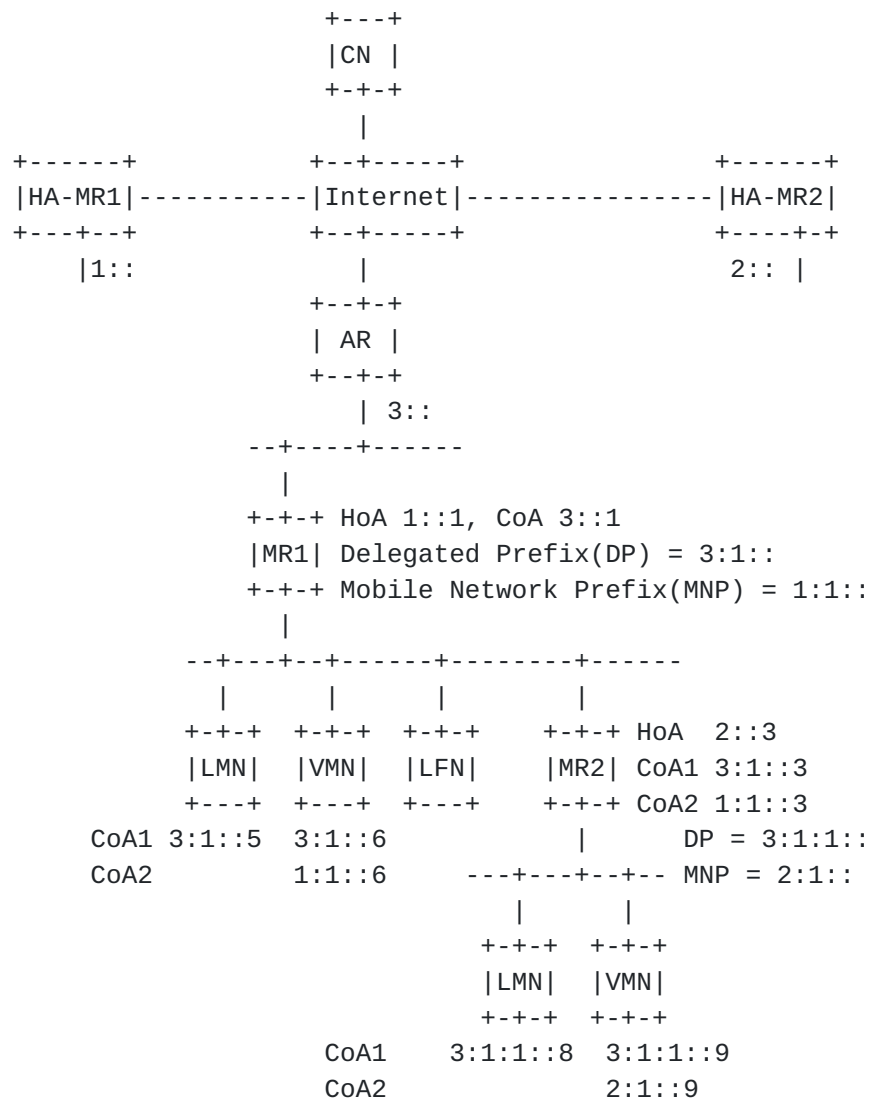 +---+
                       |CN |
                       +-+-+
                         |
+------+            +--+-----+                +------+
|HA-MR1|-----------|Internet|----------------|HA-MR2|
+---+--+            +--+-----+                +----+-+
    |1::                 |                     2:: |
                      +--+-+
                      | AR |
                      +--+-+
                         | 3::
                  --+----+------
                    |
                  +-+-+ HoA 1::1, CoA 3::1
                  |MR1| Delegated Prefix(DP) = 3:1::
                  +-+-+ Mobile Network Prefix(MNP) = 1:1::
                    |
              --+---+--+------+--------+------
                |      |      |        |
              +-+-+  +-+-+  +-+-+    +-+-+ HoA  2::3
              |LMN|  |VMN|  |LFN|    |MR2| CoA1 3:1::3
              +---+  +---+  +---+    +-+-+ CoA2 1:1::3
        CoA1 3:1::5  3:1::6            |      DP = 3:1:1::
        CoA2         1:1::6     ---+---+--+-- MNP = 2:1::
                                   |      |
                                 +-+-+  +-+-+
                                 |LMN|  |VMN|
                                 +-+-+  +-+-+
                       CoA1    3:1:1::8  3:1:1::9
                       CoA2              2:1::9